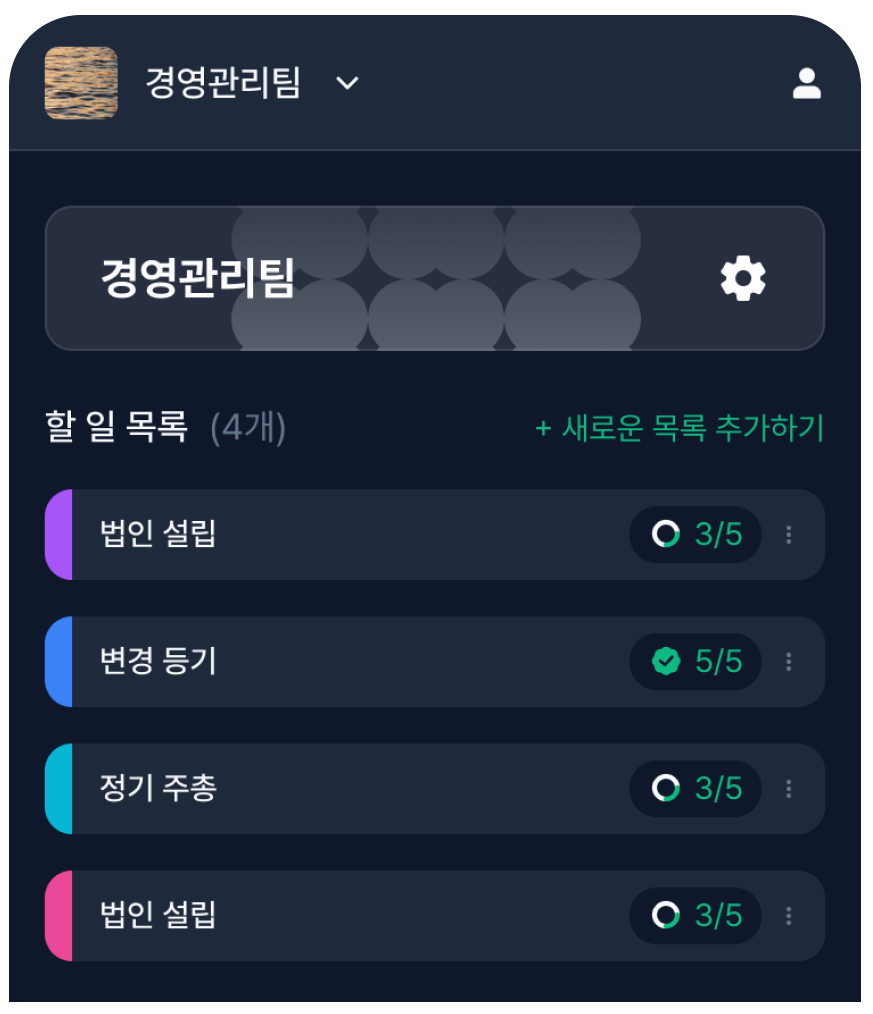 경영관리팀
경영관리팀
할 일 목록 (4개) + 새로운 목록 추가하기
법인 설립 3/5
변경 등기 5/5
정기 주총 3/5
법인 설립 3/5